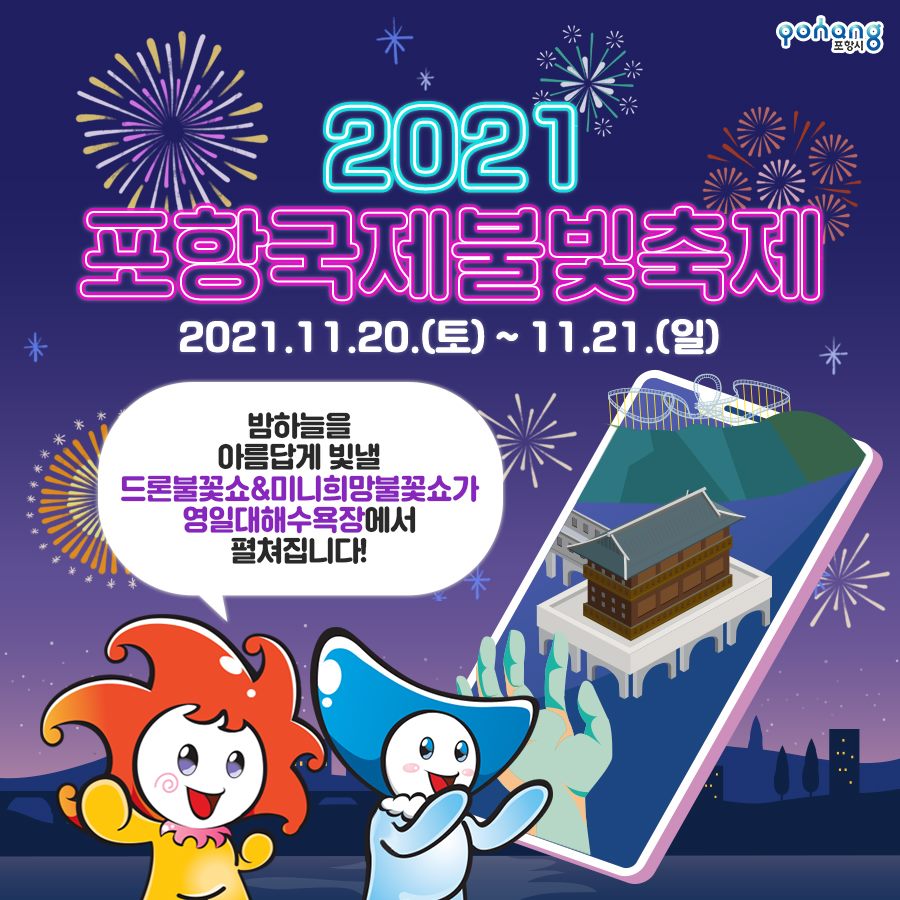 pohang
포항시
2021
포항국제불빛축제
2021.11.20.(토) ~ 11.21.(일)
밤하늘을
아름답게 빛낼
드론불꽃쇼&미니희망불꽃쇼가
영일대해수욕장에서
펼쳐집니다!